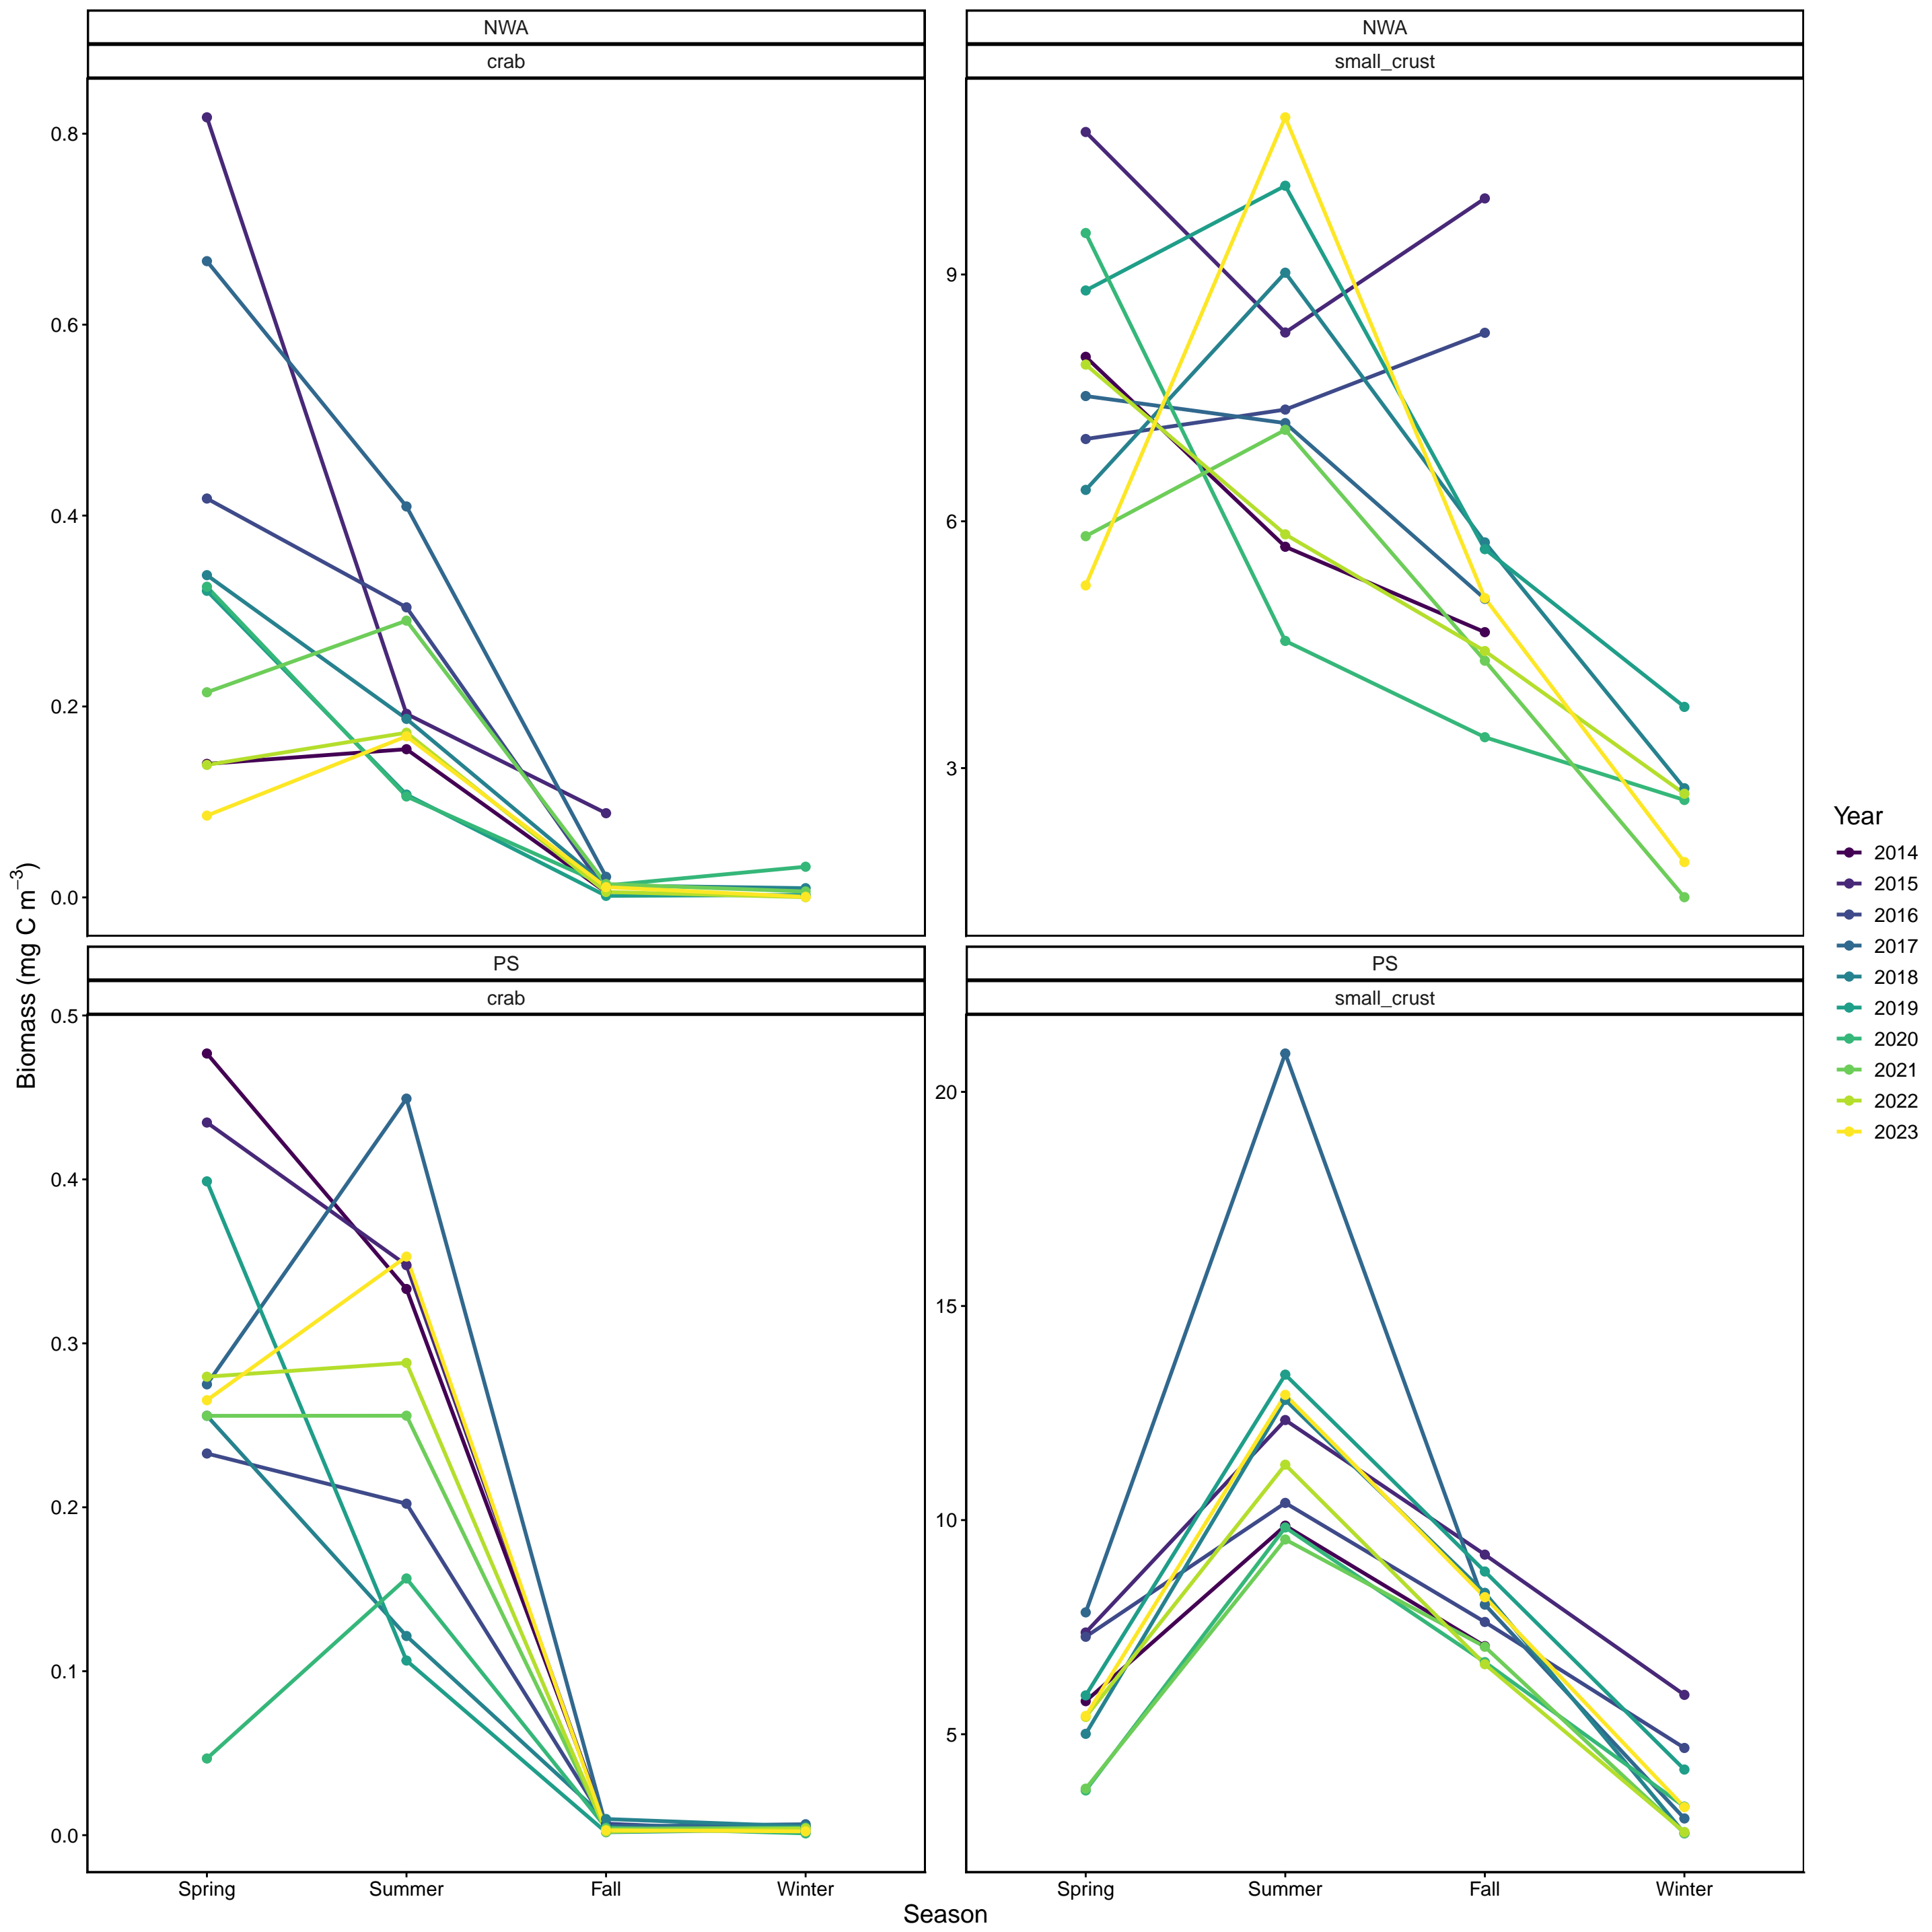 NWA
crab
NWA
small_crust
0.8
0.6
0.4
0.2
0.0
9
6
3
PS
crab
PS
small_crust
0.5
0.4
0.3
0.2
0.1
0.0
20
15
10
5
Spring Summer Fall Winter
Spring Summer Fall Winter
Season
Biomass (mg C m⁻³)
Year
2014
2015
2016
2017
2018
2019
2020
2021
2022
2023